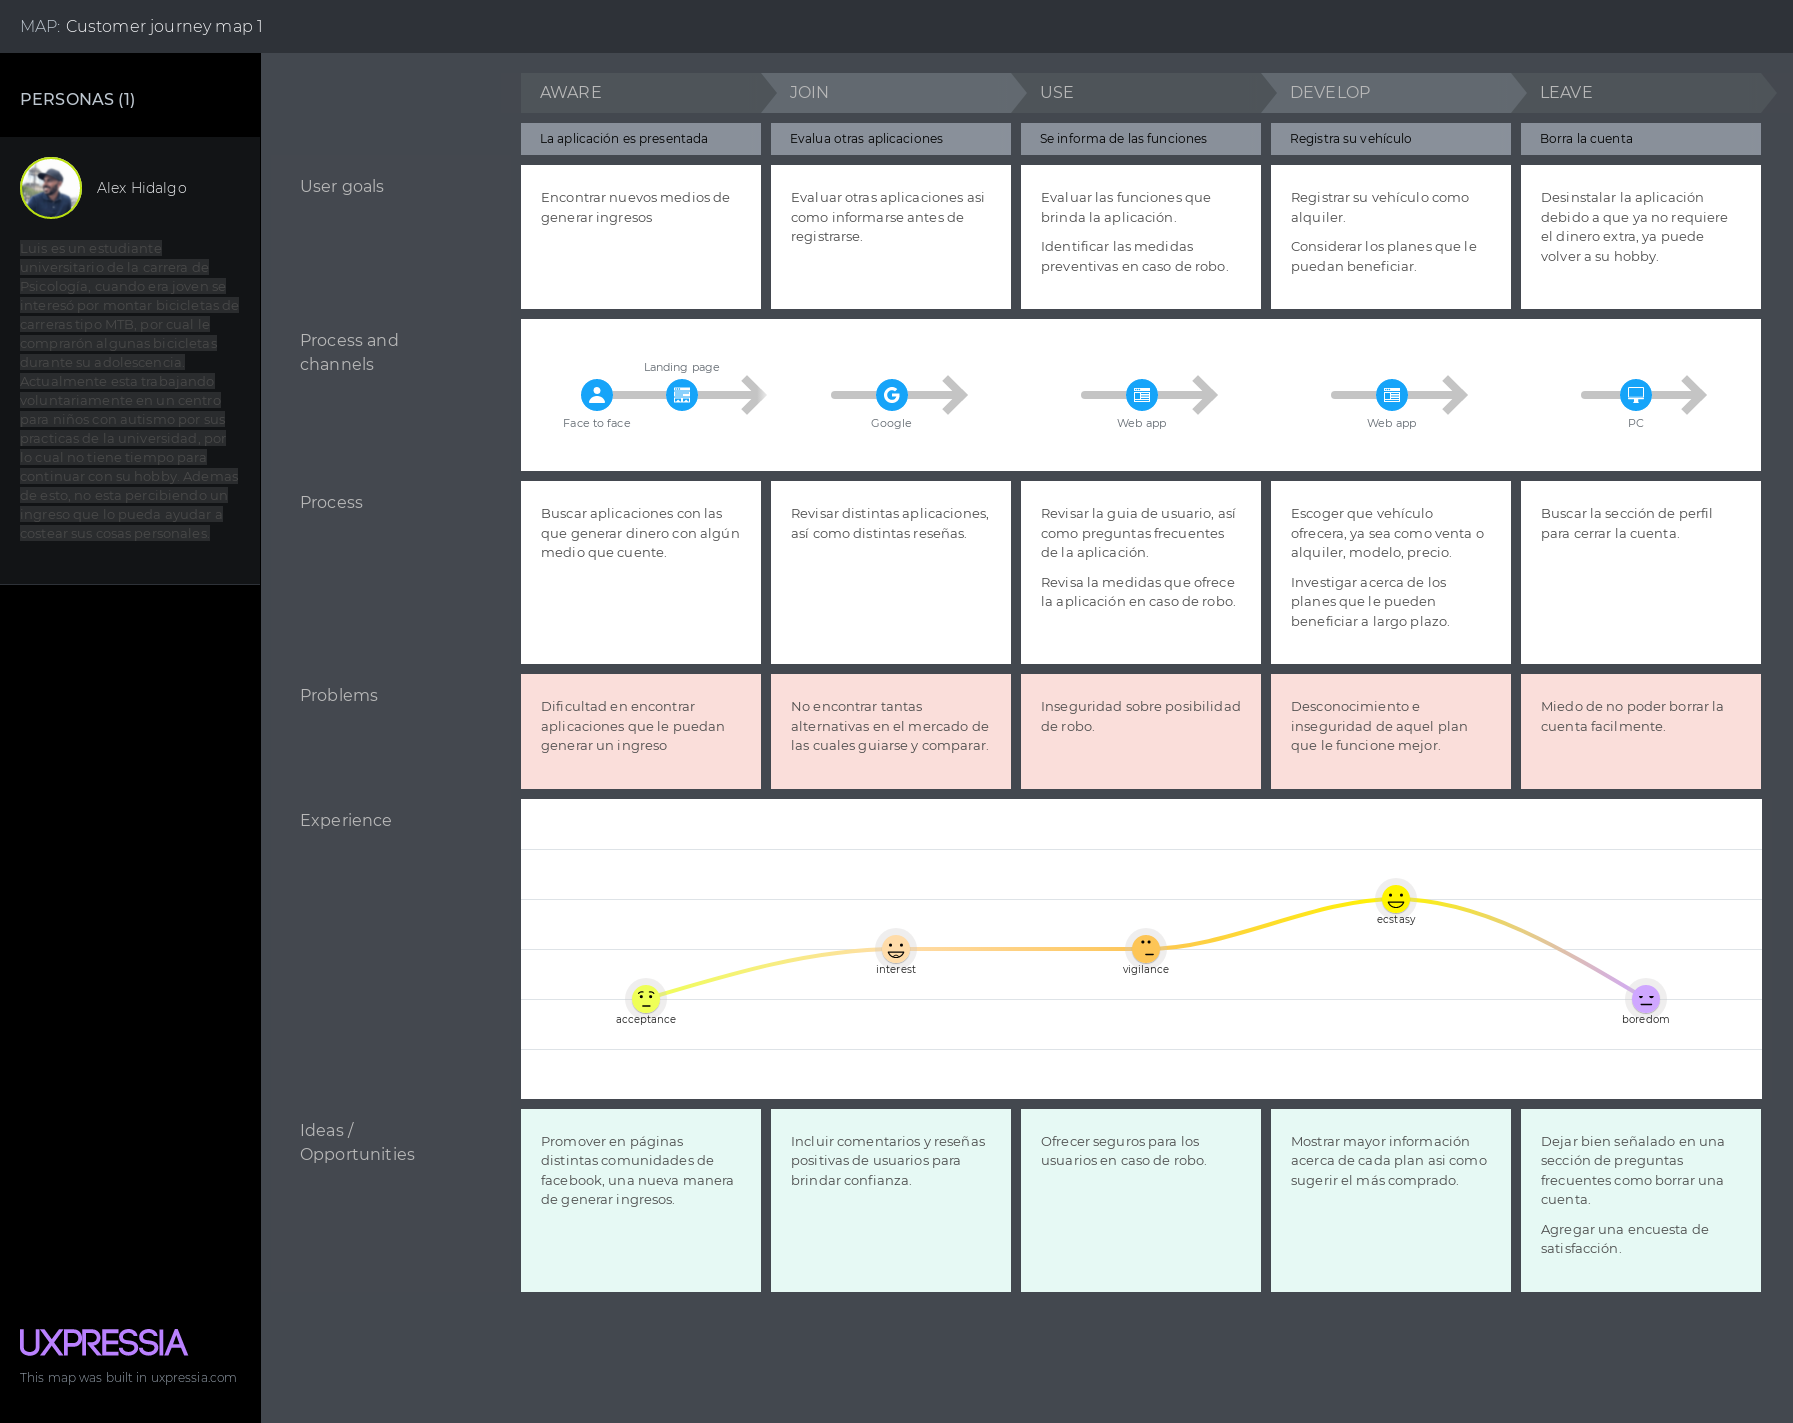 MAP: Customer journey map 1
PERSONAS (1)
Alex Hidalgo
Luis es un estudiante
universitario de la carrera de
Psicología, cuando era joven se
interesó por montar bicicletas de
carreras tipo MTB, por cual le
comprarón algunas bicicletas
durante su adolescencia.
Actualmente esta trabajando
voluntariamente en un centro
para niños con autismo por sus
practicas de la universidad, por
lo cual no tiene tiempo para
continuar con su hobby. Ademas
de esto, no esta percibiendo un
ingreso que lo pueda ayudar a
costear sus cosas personales.
UXPRESSIA
This map was built in uxpressia.com
AWARE
JOIN
USE
DEVELOP
LEAVE
La aplicación es presentada
Evalua otras aplicaciones
Se informa de las funciones
Registra su vehículo
Borra la cuenta
User goals
Encontrar nuevos medios de
generar ingresos
Evaluar otras aplicaciones asi
como informarse antes de
registrarse.
Evaluar las funciones que
brinda la aplicación.
Identificar las medidas
preventivas en caso de robo.
Registrar su vehículo como
alquiler.
Considerar los planes que le
puedan beneficiar.
Desinstalar la aplicación
debido a que ya no requiere
el dinero extra, ya puede
volver a su hobby.
Process and
channels
Face to face
Landing page
Google
Web app
Web app
PC
Process
Buscar aplicaciones con las
que generar dinero con algún
medio que cuente.
Revisar distintas aplicaciones,
así como distintas reseñas.
Revisar la guia de usuario, así
como preguntas frecuentes
de la aplicación.
Revisa la medidas que ofrece
la aplicación en caso de robo.
Escoger que vehículo
ofrecera, ya sea como venta o
alquiler, modelo, precio.
Investigar acerca de los
planes que le pueden
beneficiar a largo plazo.
Buscar la sección de perfil
para cerrar la cuenta.
Problems
Dificultad en encontrar
aplicaciones que le puedan
generar un ingreso
No encontrar tantas
alternativas en el mercado de
las cuales guiarse y comparar.
Inseguridad sobre posibilidad
de robo.
Desconocimiento e
inseguridad de aquel plan
que le funcione mejor.
Miedo de no poder borrar la
cuenta facilmente.
Experience
acceptance
interest
vigilance
ecstasy
boredom
Ideas /
Opportunities
Promover en páginas
distintas comunidades de
facebook, una nueva manera
de generar ingresos.
Incluir comentarios y reseñas
positivas de usuarios para
brindar confianza.
Ofrecer seguros para los
usuarios en caso de robo.
Mostrar mayor información
acerca de cada plan asi como
sugerir el más comprado.
Dejar bien señalado en una
sección de preguntas
frecuentes como borrar una
cuenta.
Agregar una encuesta de
satisfacción.